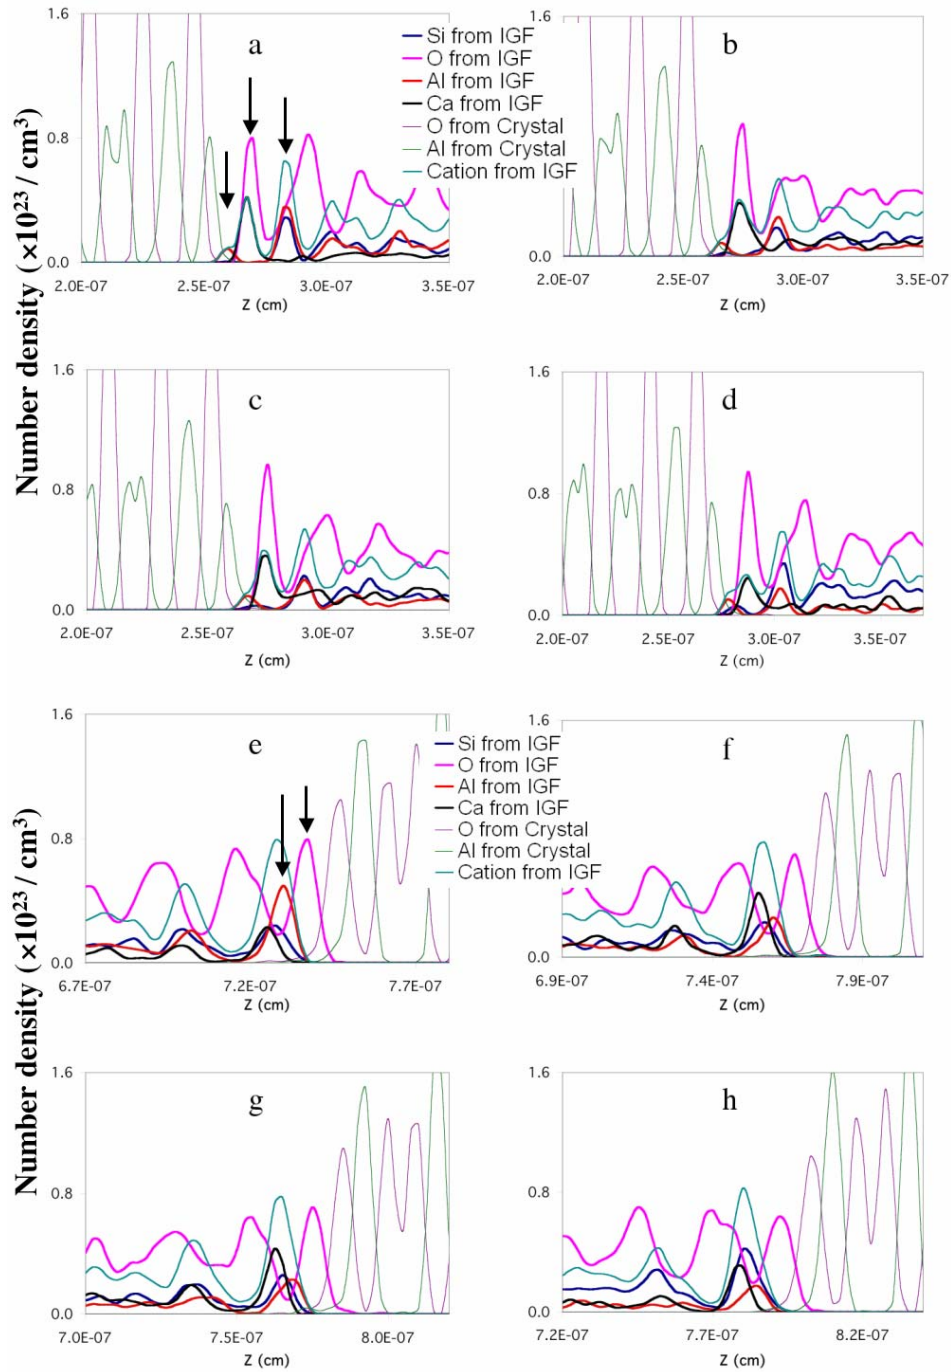 Number density (×10²³ / cm³)
a
1.6
0.8
0.0
2.0E-07 2.5E-07 3.0E-07 3.5E-07
Z (cm)
Si from IGF
O from IGF
Al from IGF
Ca from IGF
O from Crystal
Al from Crystal
Cation from IGF
b
1.6
0.8
0.0
2.0E-07 2.5E-07 3.0E-07 3.5E-07
Z (cm)
c
1.6
0.8
0.0
2.0E-07 2.5E-07 3.0E-07 3.5E-07
Z (cm)
d
1.6
0.8
0.0
2.0E-07 2.5E-07 3.0E-07 3.5E-07
Z (cm)
Number density (×10²³ / cm³)
e
1.6
0.8
0.0
6.7E-07 7.2E-07 7.7E-07
Z (cm)
Si from IGF
O from IGF
Al from IGF
Ca from IGF
O from Crystal
Al from Crystal
Cation from IGF
f
1.6
0.8
0.0
6.9E-07 7.4E-07 7.9E-07
Z (cm)
g
1.6
0.8
0.0
7.0E-07 7.5E-07 8.0E-07
Z (cm)
h
1.6
0.8
0.0
7.2E-07 7.7E-07 8.2E-07
Z (cm)